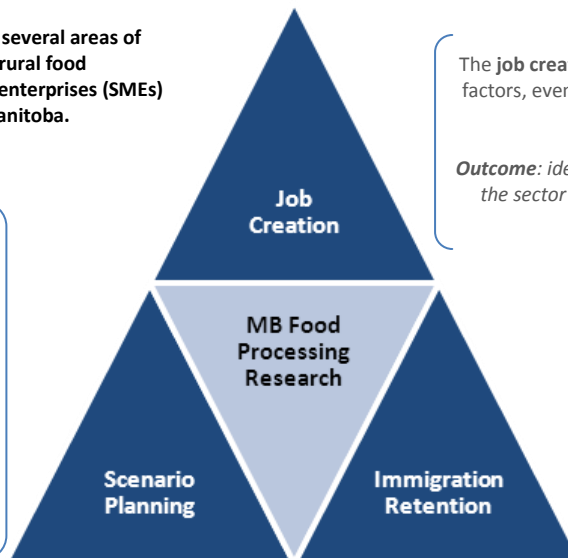 several areas of
rural food
enterprises (SMEs)
anitoba.
The job crea
factors, even
Outcome: ide
the sector
Job
Creation
MB Food
Processing
Research
Scenario
Planning
Immigration
Retention